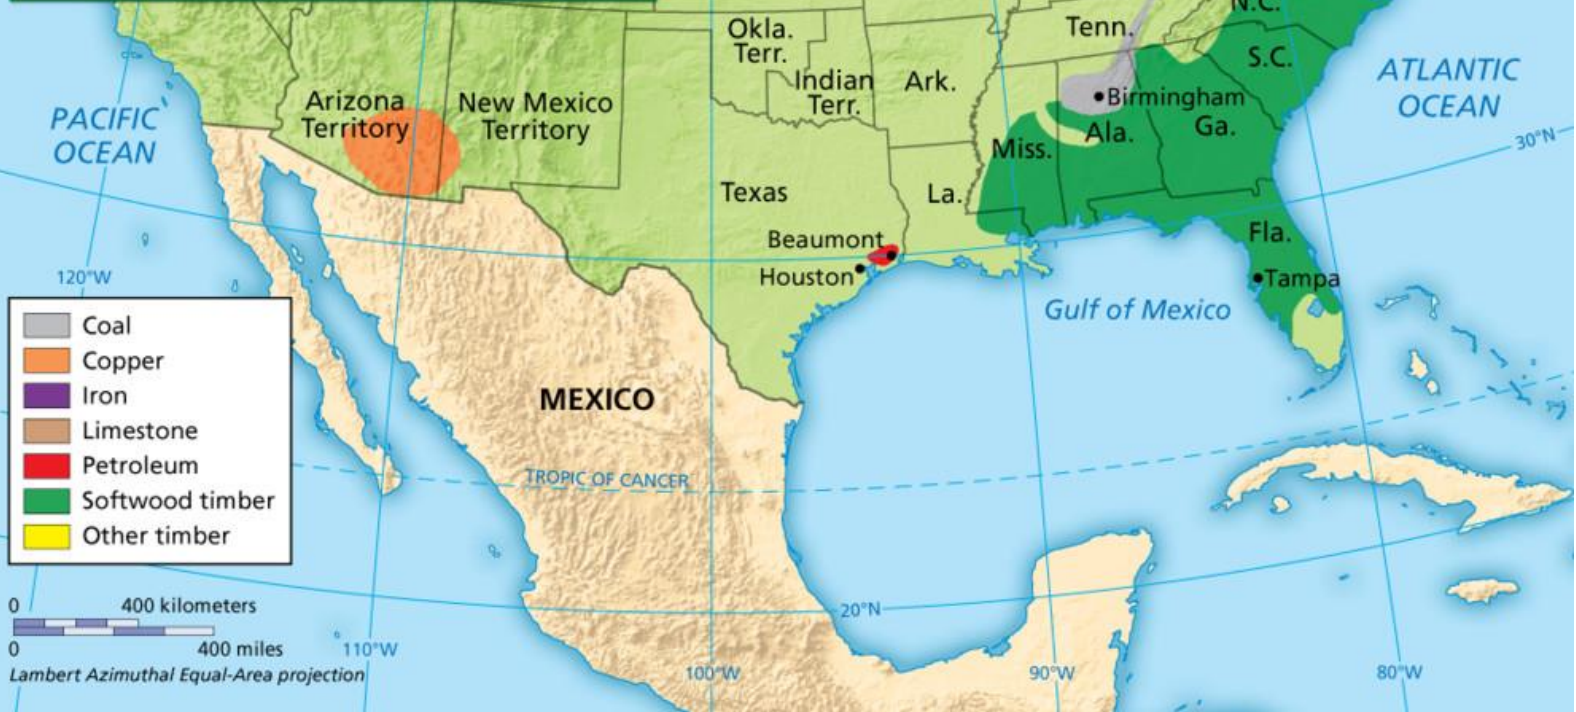 N.C.
Tenn.
Okla.
Terr.
S.C.
ATLANTIC
OCEAN
Indian
Terr.
Ark.
Arizona
Territory
New Mexico
Territory
Birmingham
PACIFIC
OCEAN
Ala.
Ga.
30°N
Miss.
Texas
La.
Beaumont
Fla.
Houston
Tampa
120°W
Gulf of Mexico
Coal
Copper
Iron
Limestone
Petroleum
Softwood timber
Other timber
MEXICO
TROPIC OF CANCER
0 400 kilometers
0 400 miles
20°N
110°W
100°W
90°W
80°W
Lambert Azimuthal Equal-Area projection